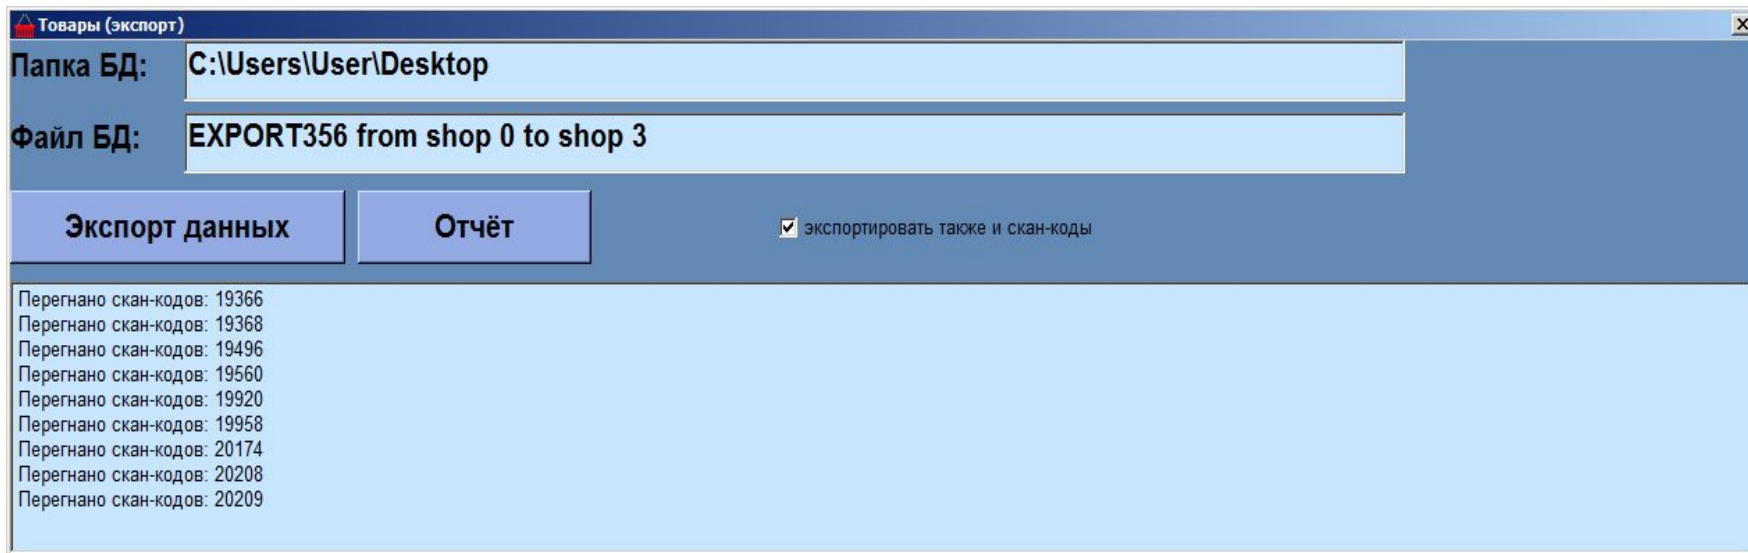 Товары (экспорт)
Папка БД: C:\Users\User\Desktop
Файл БД: EXPORT356 from shop 0 to shop 3
Экспорт данных Отчёт экспортировать также и скан-коды
Перегнано скан-кодов: 19366
Перегнано скан-кодов: 19368
Перегнано скан-кодов: 19496
Перегнано скан-кодов: 19560
Перегнано скан-кодов: 19920
Перегнано скан-кодов: 19958
Перегнано скан-кодов: 20174
Перегнано скан-кодов: 20208
Перегнано скан-кодов: 20209